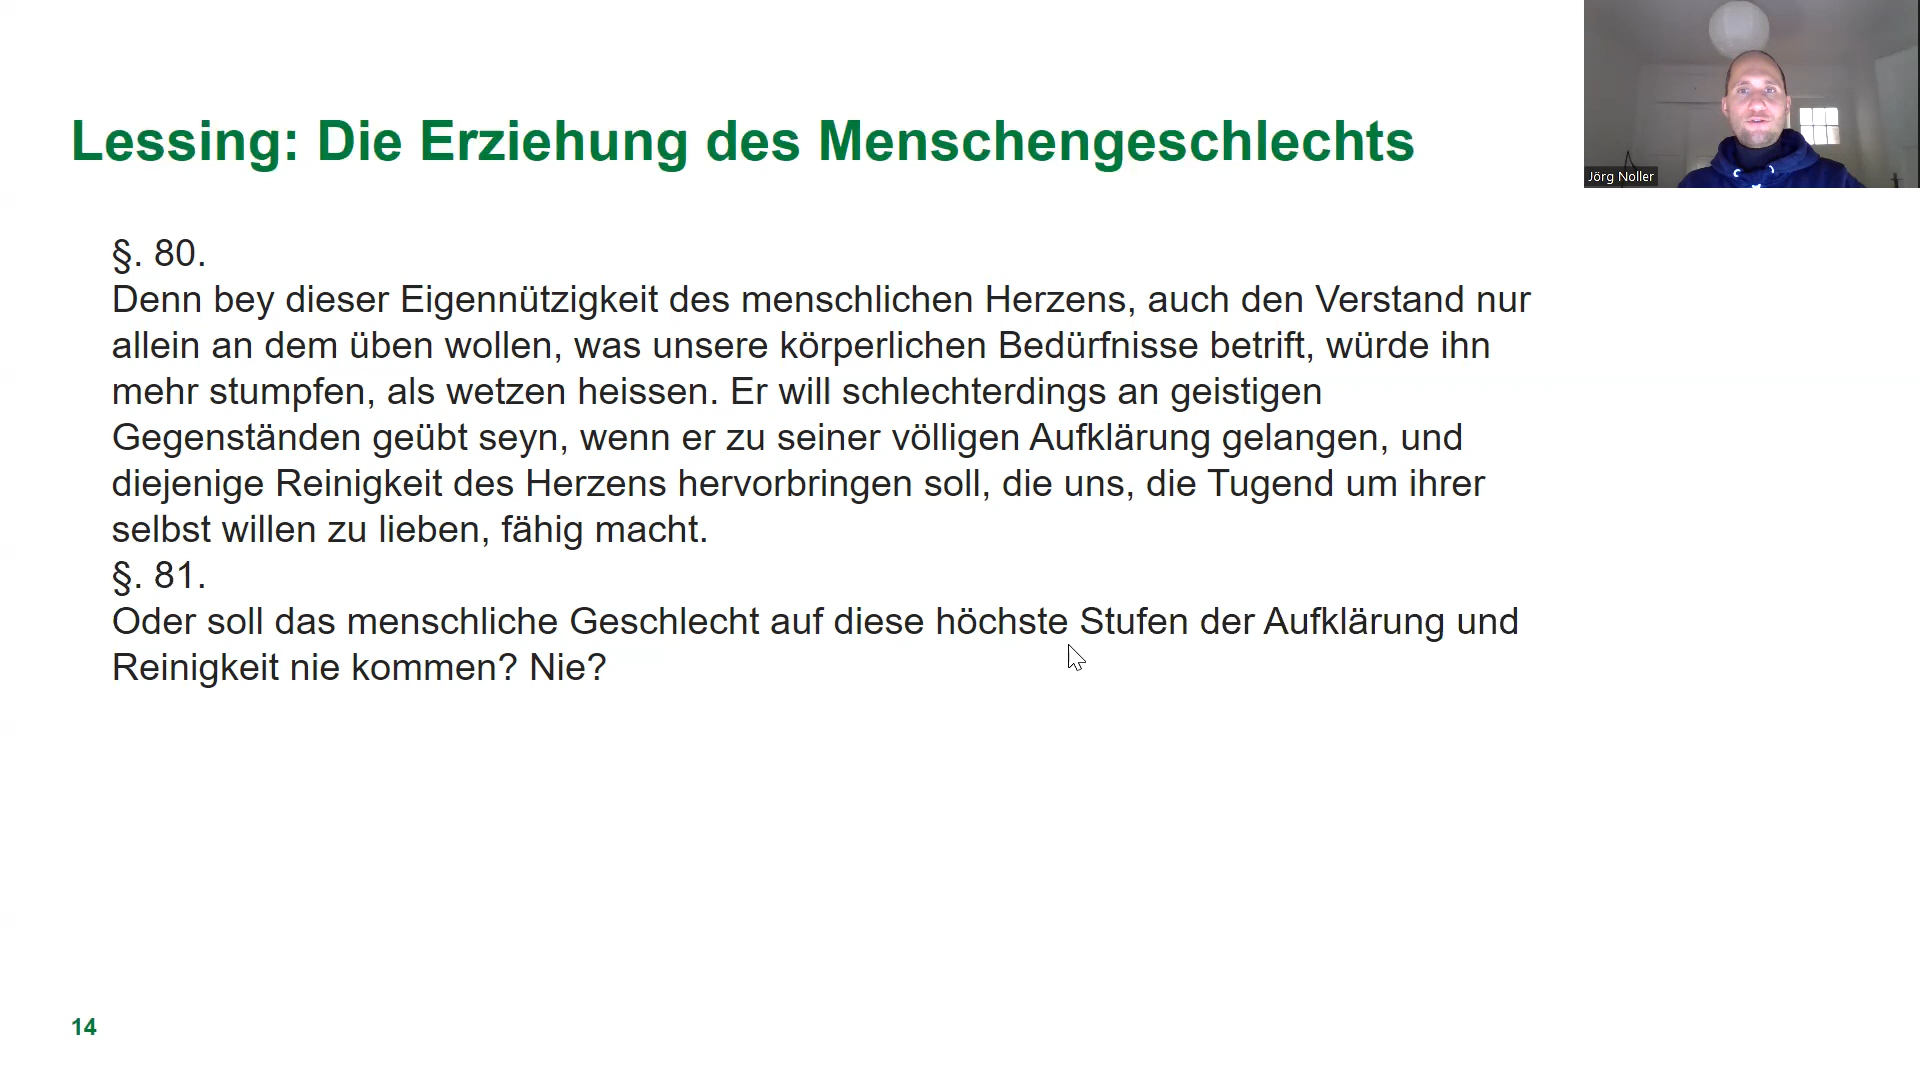 Lessing: Die Erziehung des Menschengeschlechts
Jörg Noller
§. 80.
Denn bey dieser Eigennützigkeit des menschlichen Herzens, auch den Verstand nur
allein an dem üben wollen, was unsere körperlichen Bedürfnisse betrift, würde ihn
mehr stumpfen, als wetzen heissen. Er will schlechterdings an geistigen
Gegenständen geübt seyn, wenn er zu seiner völligen Aufklärung gelangen, und
diejenige Reinigkeit des Herzens hervorbringen soll, die uns, die Tugend um ihrer
selbst willen zu lieben, fähig macht.
§. 81.
Oder soll das menschliche Geschlecht auf diese höchste Stufen der Aufklärung und
Reinigkeit nie kommen? Nie?
14